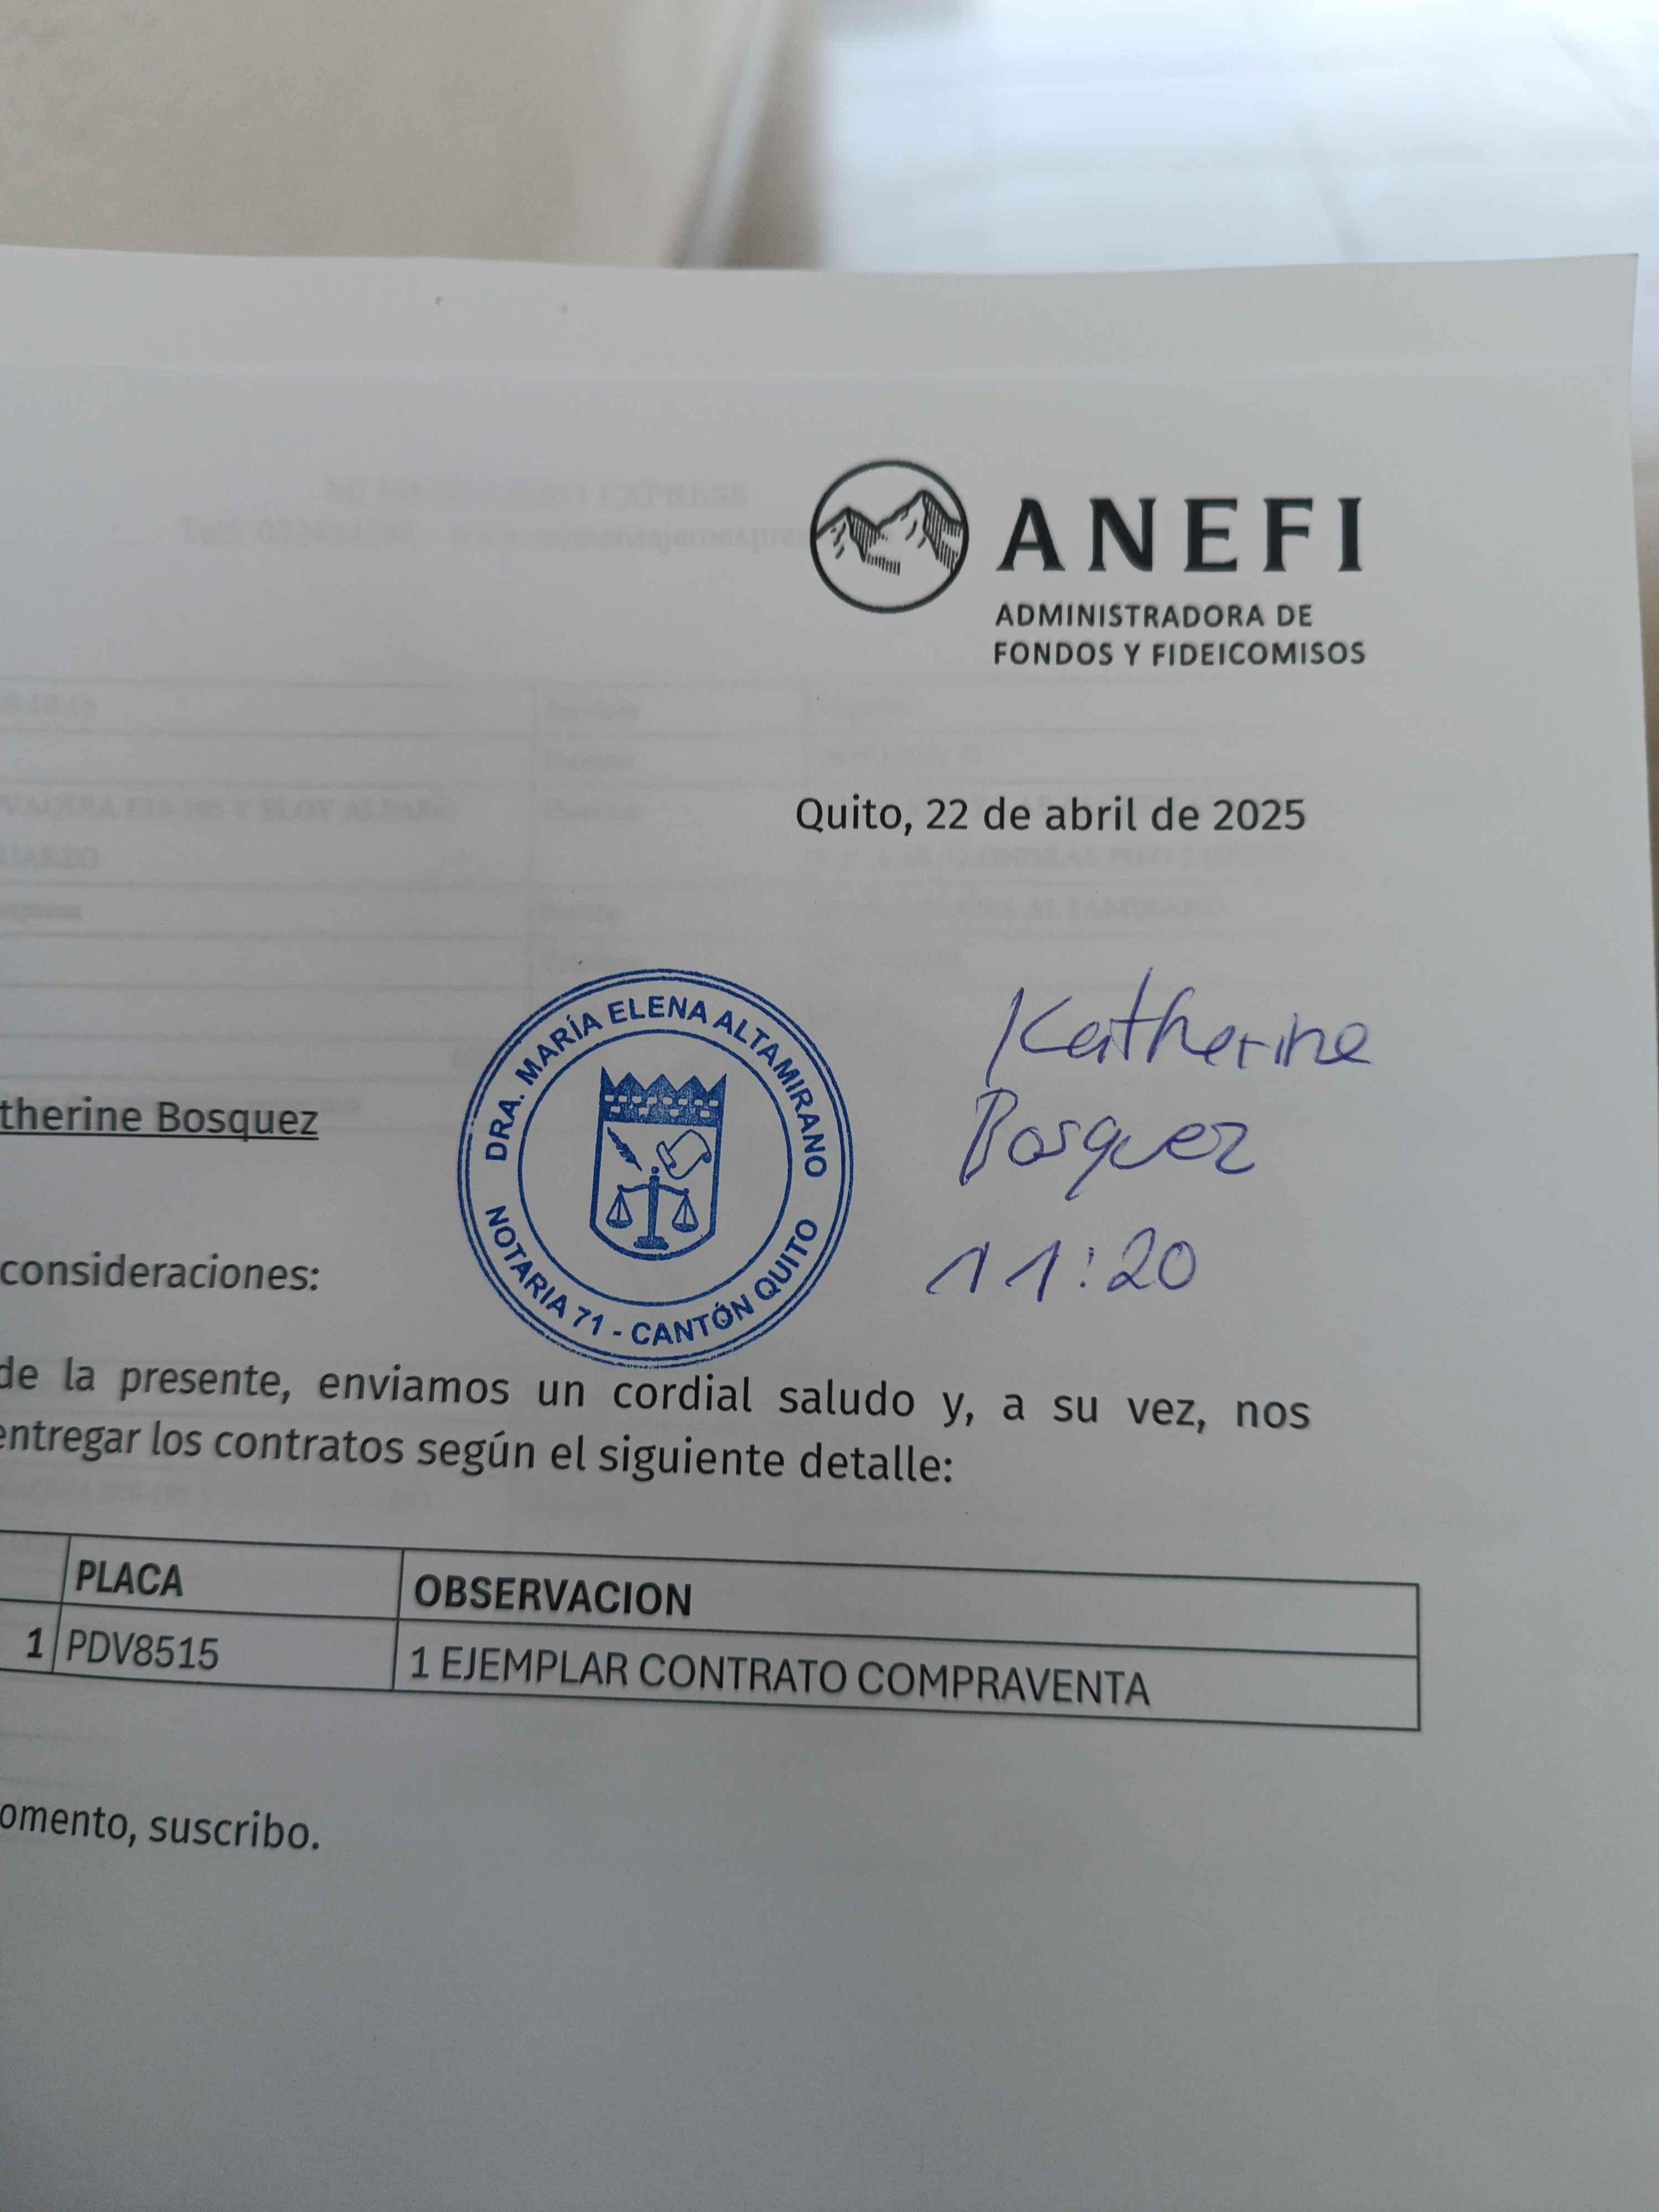 ANEFI
ADMINISTRADORA DE
FONDOS Y FIDEICOMISOS
Quito, 22 de abril de 2025
Katherine
Bosquez
11:20
DRA. MARÍA ELENA ALTAMIRANO
NOTARIA 71 - CANTÓN QUITO
therine Bosquez
consideraciones:
de la presente, enviamos un cordial saludo y, a su vez, nos
entregar los contratos según el siguiente detalle:
PLACA OBSERVACION
1 PDV8515 1 EJEMPLAR CONTRATO COMPRAVENTA
omento, suscribo.